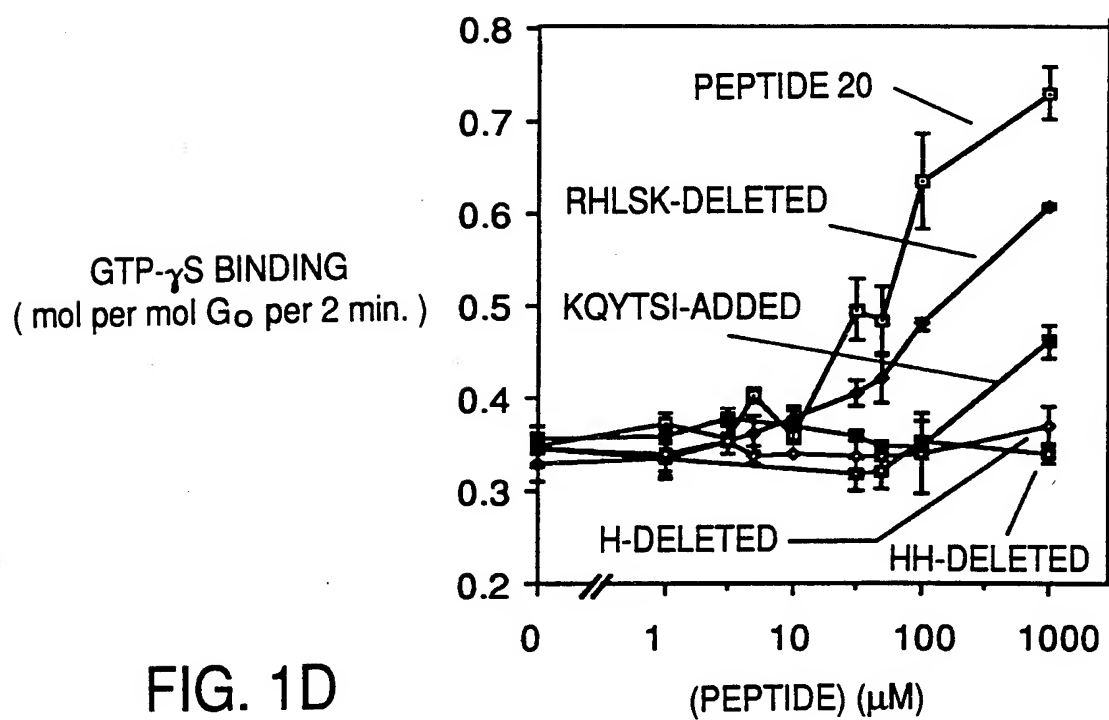 0.8
0.7
0.6
0.5
0.4
0.3
0.2
PEPTIDE 20
RHLSK-DELETED
KQYTSI-ADDED
H-DELETED
HH-DELETED
GTP-γS BINDING
( mol per mol Go per 2 min. )
0 1 10 100 1000
(PEPTIDE) (μM)
FIG. 1D